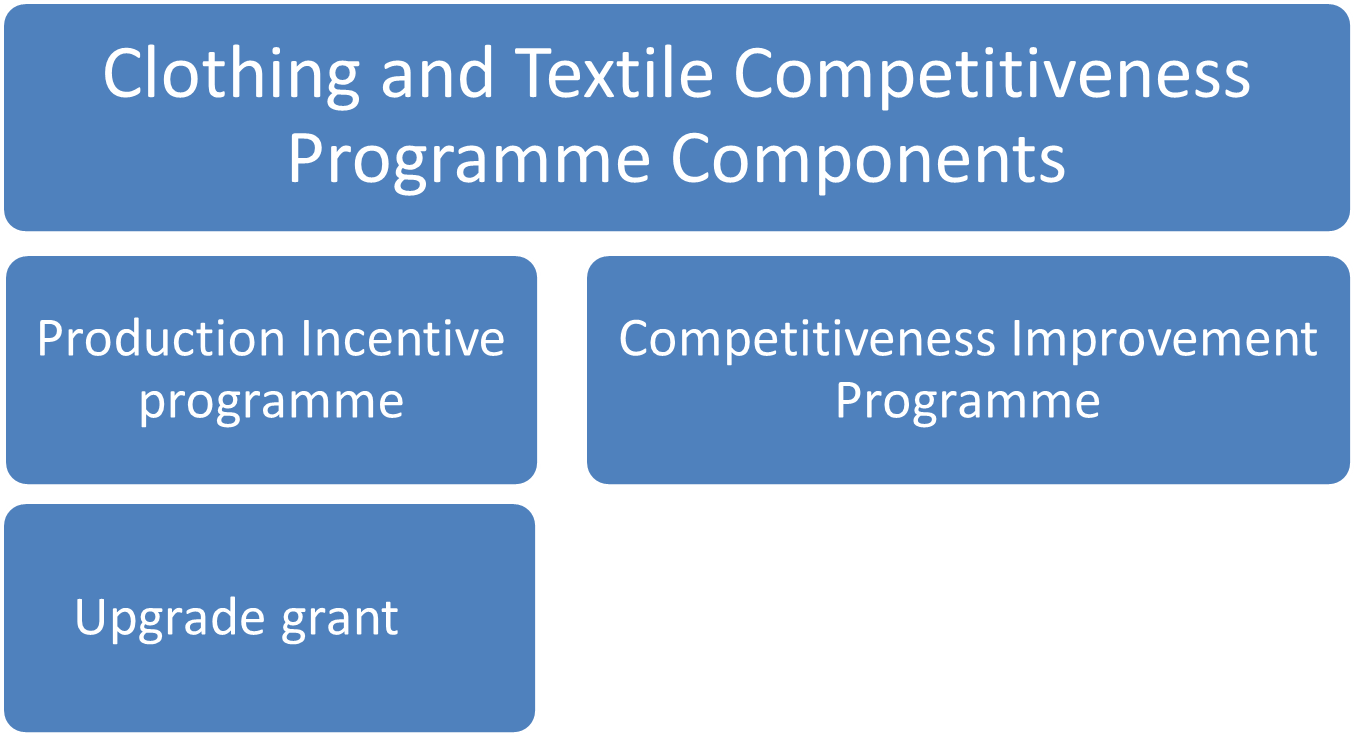 Clothing and Textile Competitiveness
Programme Components
Production Incentive
programme
Competitiveness Improvement
Programme
Upgrade grant